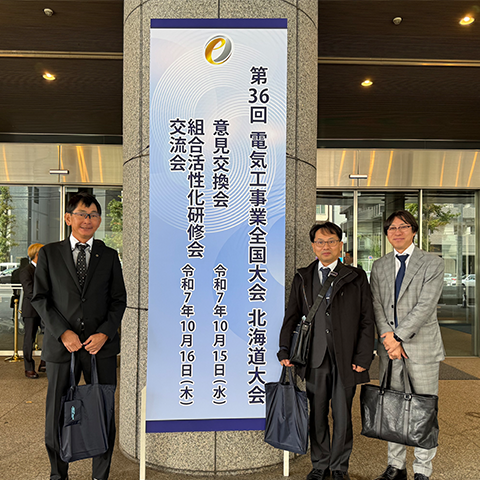 第36回 電気工事業全国大会 北海道大会
意見交換会 令和7年10月15日(水)
組合活性化研修会
交流会 令和7年10月16日(木)